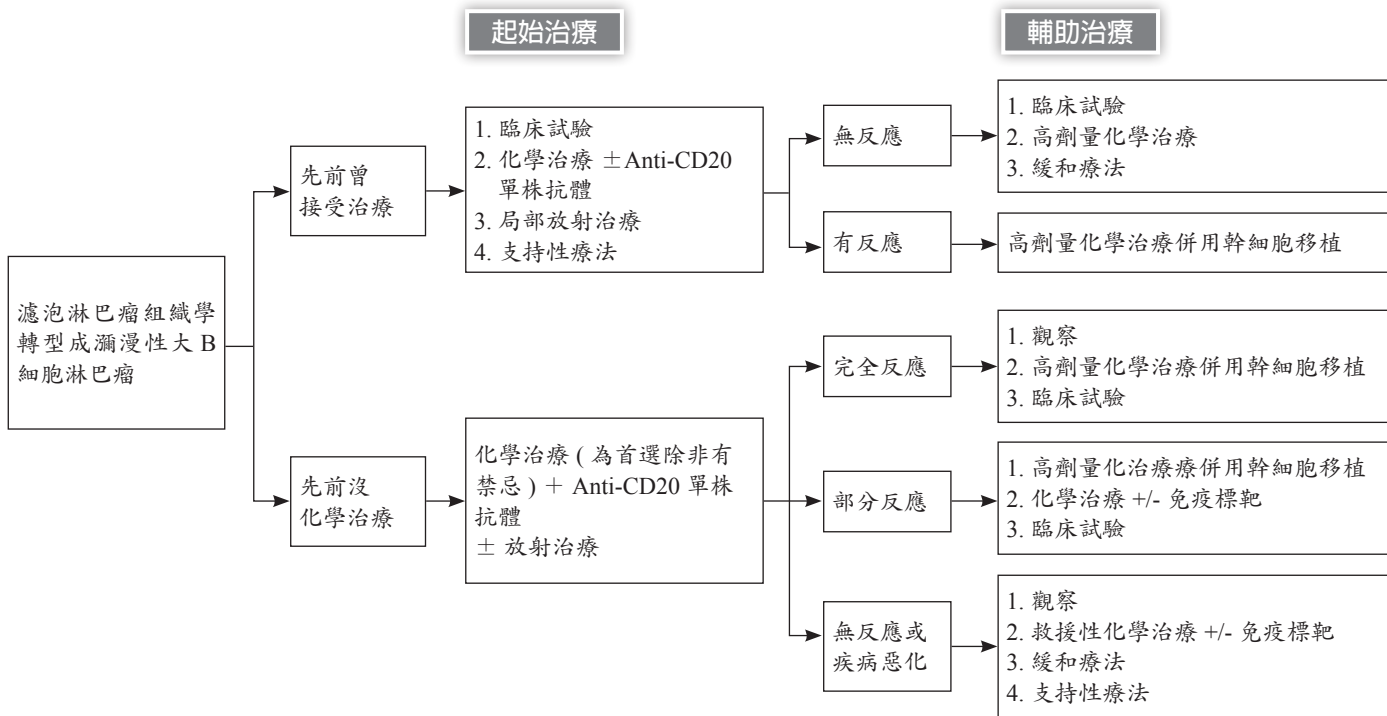 起始治療
輔助治療
濾泡淋巴瘤組織學
轉型成瀰漫性大 B
細胞淋巴瘤
先前曾
接受治療
1. 臨床試驗
2. 化學治療 ±Anti-CD20
單株抗體
3. 局部放射治療
4. 支持性療法
無反應
1. 臨床試驗
2. 高劑量化學治療
3. 緩和療法
有反應
高劑量化學治療併用幹細胞移植
先前沒
化學治療
化學治療 ( 為首選除非有
禁忌 ) + Anti-CD20 單株
抗體
± 放射治療
完全反應
1. 觀察
2. 高劑量化學治療併用幹細胞移植
3. 臨床試驗
部分反應
1. 高劑量化治療療併用幹細胞移植
2. 化學治療 +/- 免疫標靶
3. 臨床試驗
無反應或
疾病惡化
1. 觀察
2. 救援性化學治療 +/- 免疫標靶
3. 緩和療法
4. 支持性療法